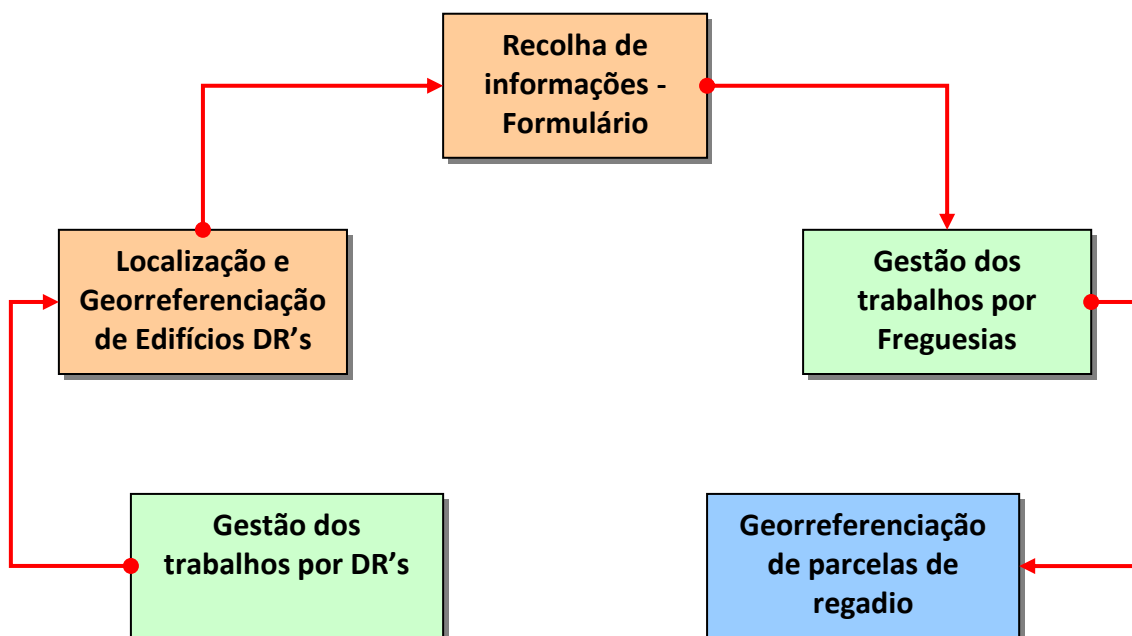 Recolha de
informações -
Formulário
Localização e
Georreferenciação
de Edifícios DR’s
Gestão dos
trabalhos por
Freguesias
Gestão dos
trabalhos por DR’s
Georreferenciação
de parcelas de
regadio